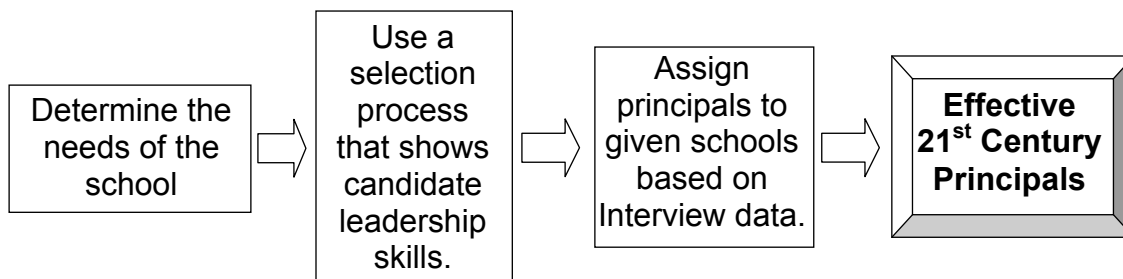 Determine the
needs of the
school
Use a
selection
process
that shows
candidate
leadership
skills.
Assign
principals to
given schools
based on
Interview data.
Effective
21st Century
Principals